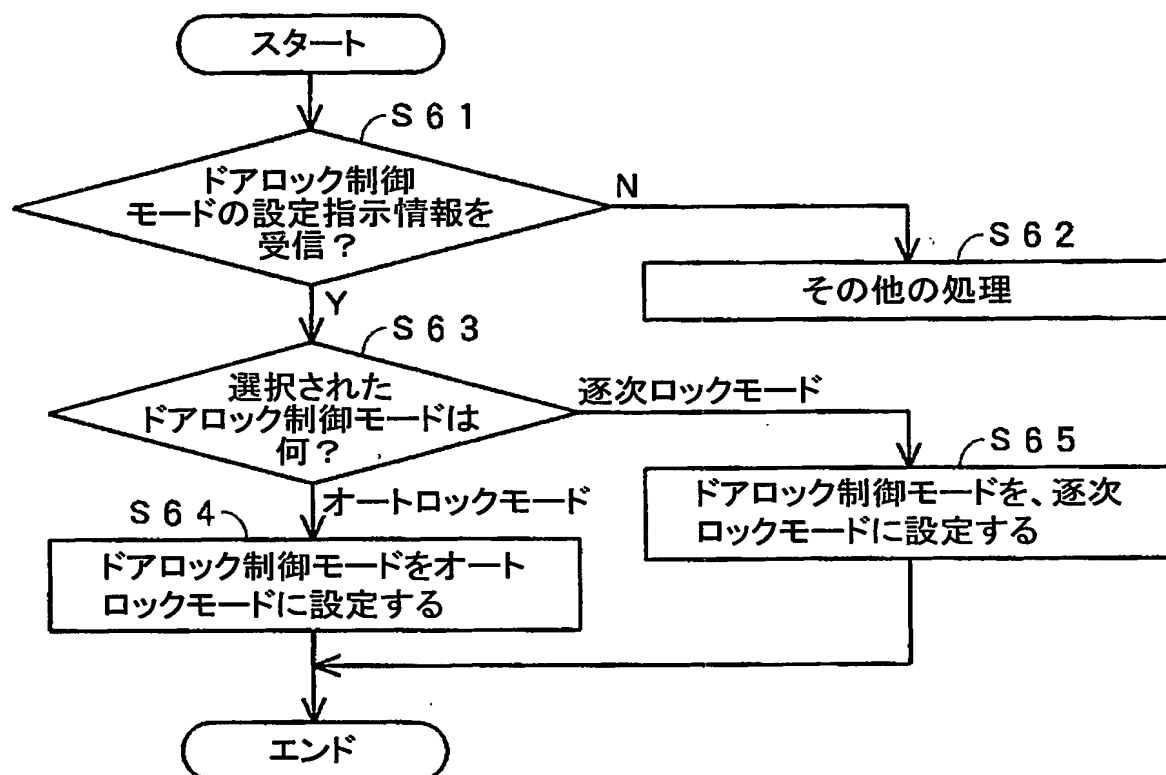 スタート
S61
ドアロック制御
モードの設定指示情報を
受信？
N
S62
その他の処理
Y
S63
選択された
ドアロック制御モードは
何？
逐次ロックモード
S65
ドアロック制御モードを、逐次
ロックモードに設定する
オートロックモード
S64
ドアロック制御モードをオート
ロックモードに設定する
エンド